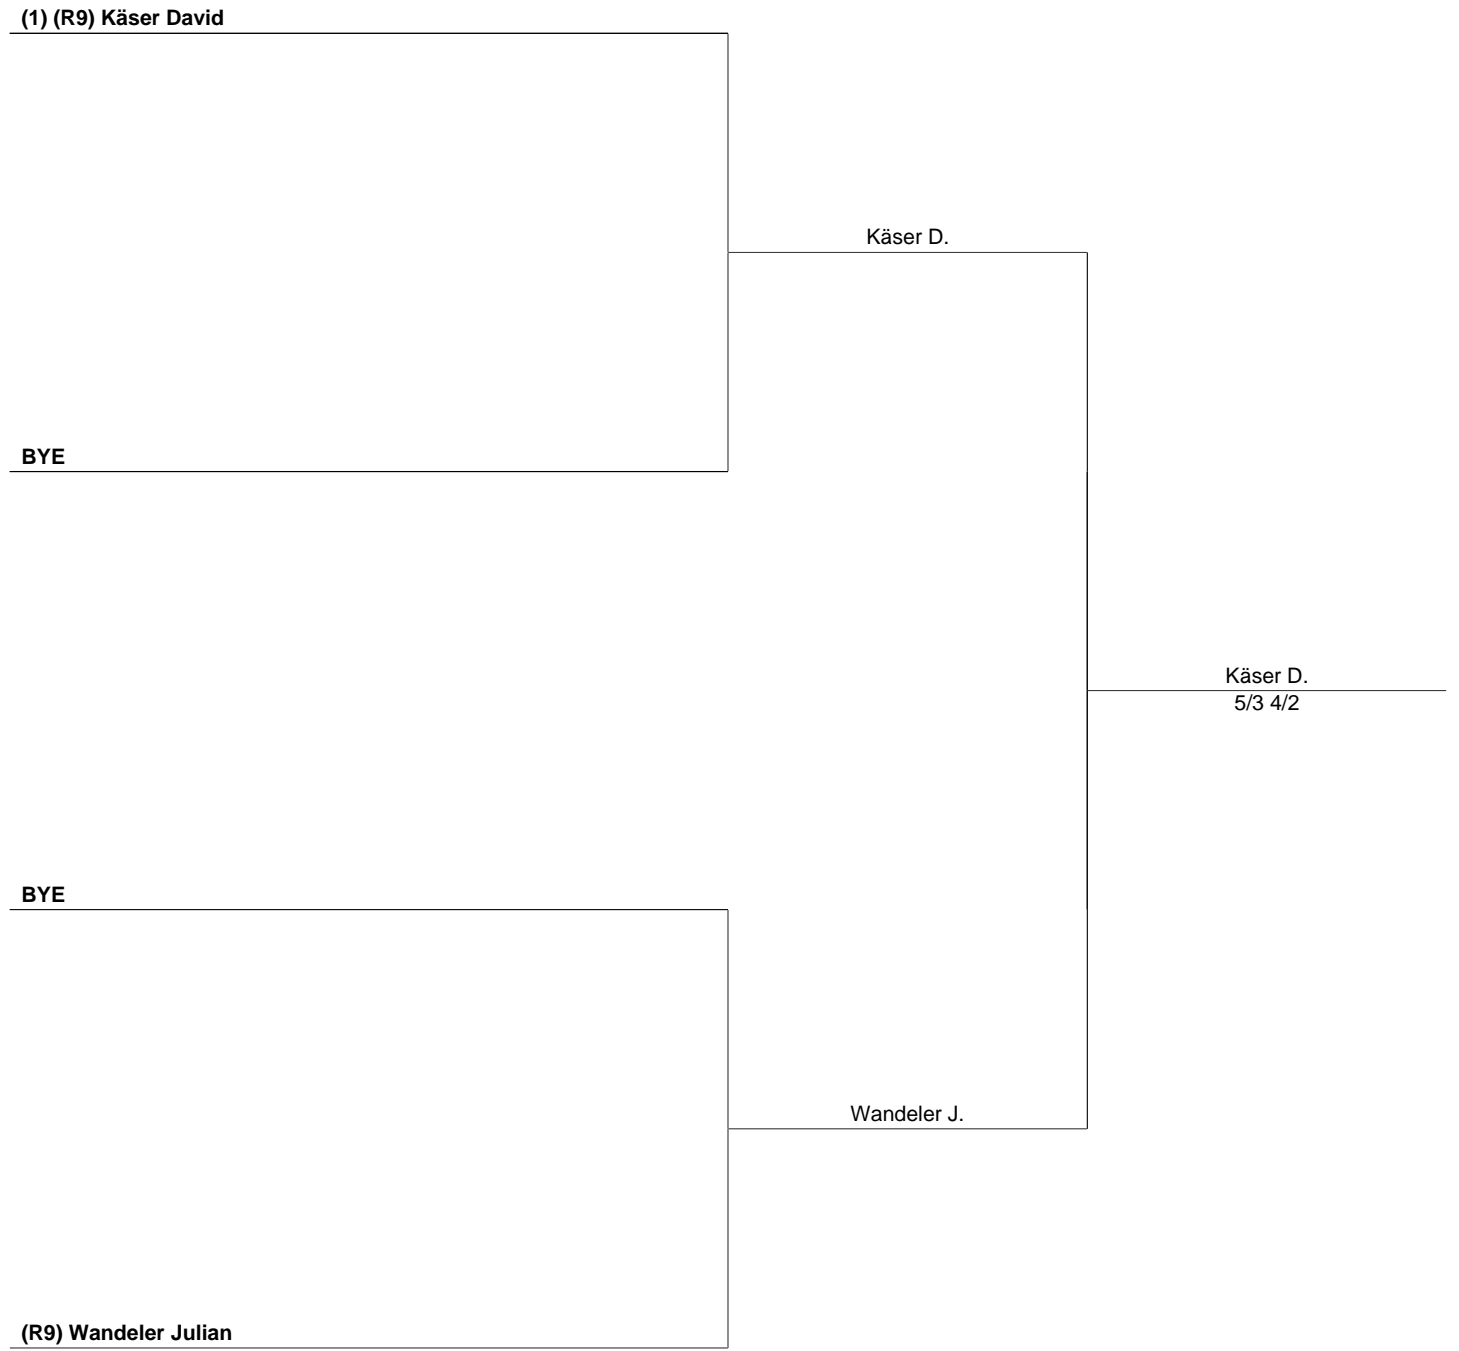 (1) (R9) Käser David
Käser D.
BYE
Käser D.
5/3 4/2
BYE
Wandeler J.
(R9) Wandeler Julian